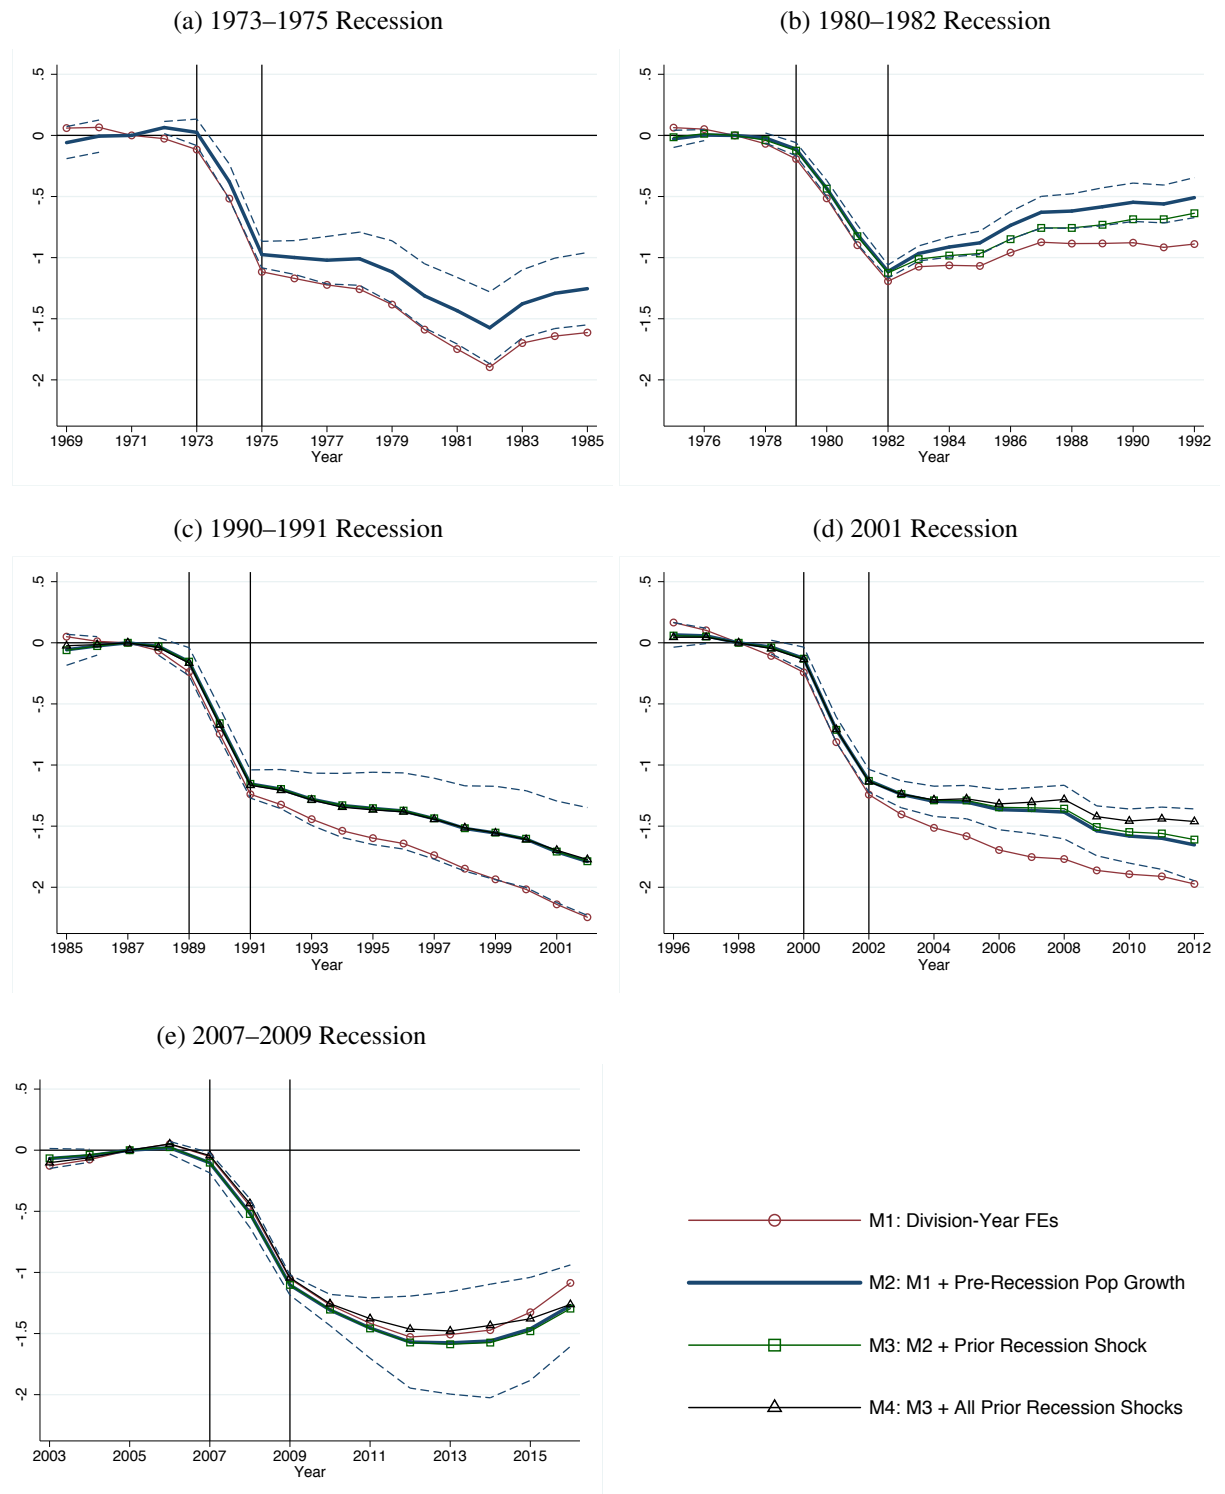 (a) 1973–1975 Recession
.5
0
-.5
-1
-1.5
-2
1969 1971 1973 1975 1977 1979 1981 1983 1985
Year
(b) 1980–1982 Recession
.5
0
-.5
-1
-1.5
-2
1976 1978 1980 1982 1984 1986 1988 1990 1992
Year
(c) 1990–1991 Recession
.5
0
-.5
-1
-1.5
-2
1985 1987 1989 1991 1993 1995 1997 1999 2001
Year
(d) 2001 Recession
.5
0
-.5
-1
-1.5
-2
1996 1998 2000 2002 2004 2006 2008 2010 2012
Year
(e) 2007–2009 Recession
.5
0
-.5
-1
-1.5
-2
2003 2005 2007 2009 2011 2013 2015
Year
M1: Division-Year FEs
M2: M1 + Pre-Recession Pop Growth
M3: M2 + Prior Recession Shock
M4: M3 + All Prior Recession Shocks